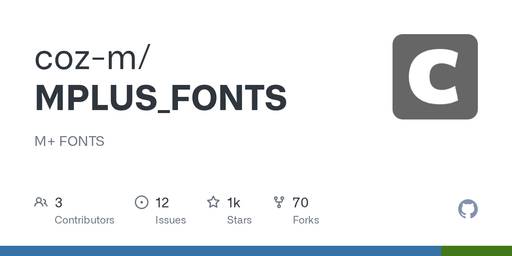 coz-m/
MPLUS_FONTS
C
M+ FONTS
3
Contributors
12
Issues
1k
Stars
70
Forks